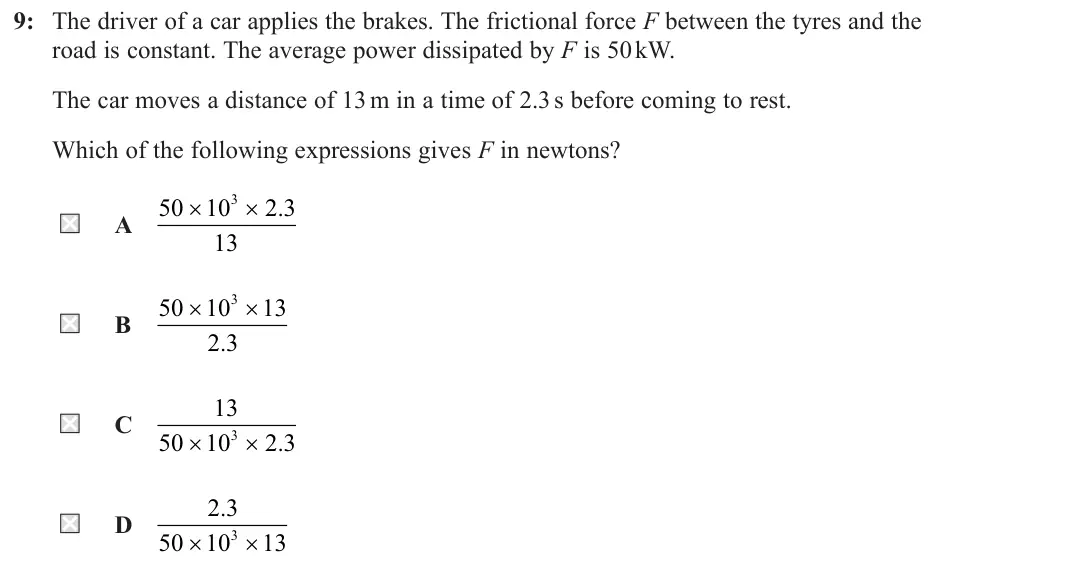 9: The driver of a car applies the brakes. The frictional force F between the tyres and the
road is constant. The average power dissipated by F is 50 kW.
The car moves a distance of 13 m in a time of 2.3 s before coming to rest.
Which of the following expressions gives F in newtons?
A 50 × 10³ × 2.3
13
B 50 × 10³ × 13
2.3
C 13
50 × 10³ × 2.3
D 2.3
50 × 10³ × 13